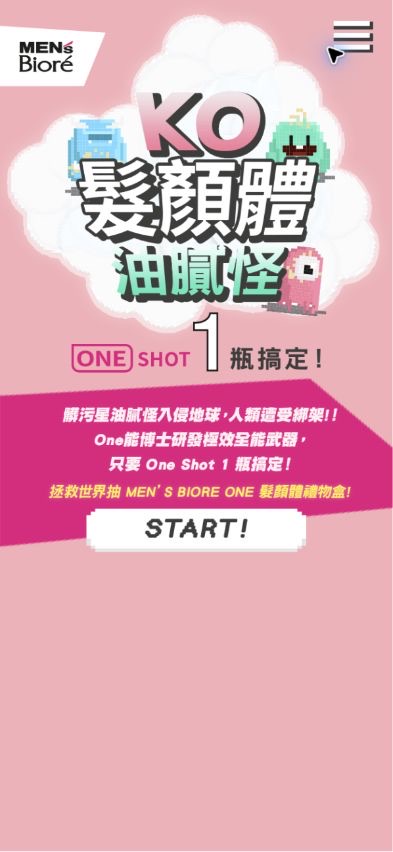 MEN's
Bioré
KO
髮顏體
油膩怪
ONE SHOT 1 瓶搞定！
髒污星油膩怪入侵地球，人類遭受綁架!!
One能博士研發極效全能武器，
只要 One Shot 1 瓶搞定！
拯救世界抽 MEN'S BIORE ONE 髮顏體禮物盒！
START!